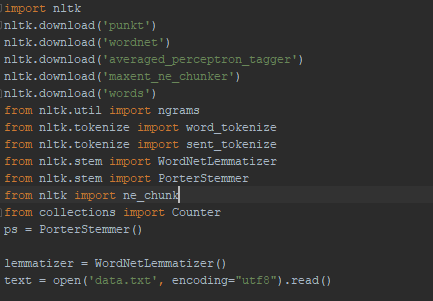 import nltk
nltk.download('punkt')
nltk.download('wordnet')
nltk.download('averaged_perceptron_tagger')
nltk.download('maxent_ne_chunker')
nltk.download('words')
from nltk.util import ngrams
from nltk.tokenize import word_tokenize
from nltk.tokenize import sent_tokenize
from nltk.stem import WordNetLemmatizer
from nltk.stem import PorterStemmer
from nltk import ne_chunk
from collections import Counter
ps = PorterStemmer()
lemmatizer = WordNetLemmatizer()
text = open('data.txt', encoding="utf8").read()